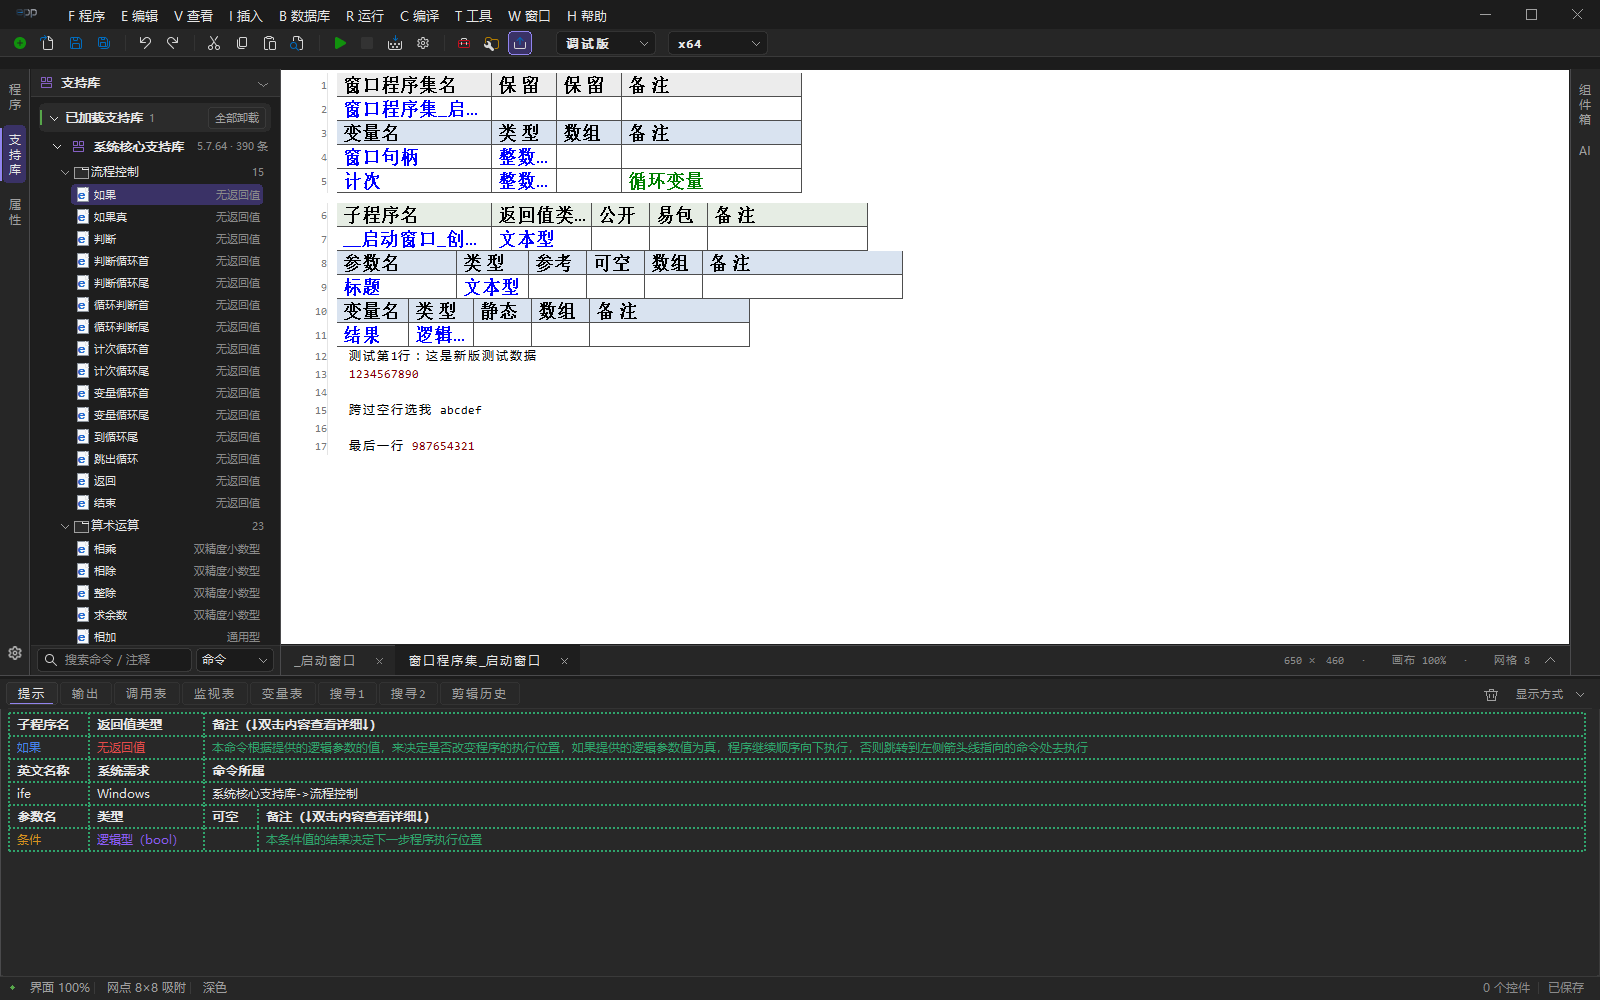 epp F 程序 E 编辑 V 查看 I 插入 B 数据库 R 运行 C 编译 T 工具 W 窗口 H 帮助
调试版 x64
程序
支持库
属性
支持库
已加载支持库 1 全部卸载
系统核心支持库 5.7.64 · 390 条
流程控制 15
如果 无返回值
如果真 无返回值
判断 无返回值
判断循环首 无返回值
判断循环尾 无返回值
循环判断首 无返回值
循环判断尾 无返回值
计次循环首 无返回值
计次循环尾 无返回值
变量循环首 无返回值
变量循环尾 无返回值
到循环尾 无返回值
跳出循环 无返回值
返回 无返回值
结束 无返回值
算术运算 23
相乘 双精度小数型
相除 双精度小数型
整除 双精度小数型
求余数 双精度小数型
相加 通用型
搜索命令 / 注释 命令
1 窗口程序集名 保 留 保 留 备 注
2 窗口程序集_启...
3 变量名 类 型 数组 备 注
4 窗口句柄 整数...
5 计次 整数... 循环变量
6 子程序名 返回值类... 公开 易包 备 注
7 __启动窗口_创... 文本型
8 参数名 类 型 参考 可空 数组 备 注
9 标题 文本型
10 变量名 类 型 静态 数组 备 注
11 结果 逻辑...
12 测试第1行：这是新版测试数据
13 1234567890
14
15 跨过空行选我 abcdef
16
17 最后一行 987654321
组件箱
AI
_启动窗口 × 窗口程序集_启动窗口 × 650 × 460 · 画布 100% · 网格 8
提示 输出 调用表 监视表 变量表 搜寻1 搜寻2 剪辑历史 显示方式
子程序名 返回值类型 备注（↓双击内容查看详细↓）
如果 无返回值 本命令根据提供的逻辑参数的值，来决定是否改变程序的执行位置，如果提供的逻辑参数值为真，程序继续顺序向下执行，否则跳转到左侧箭头线指向的命令处去执行
英文名称 系统需求 命令所属
ife Windows 系统核心支持库->流程控制
参数名 类型 可空 备注（↓双击内容查看详细↓）
条件 逻辑型（bool） 本条件值的结果决定下一步程序执行位置
界面 100% 网点 8×8 吸附 深色 0 个控件 已保存